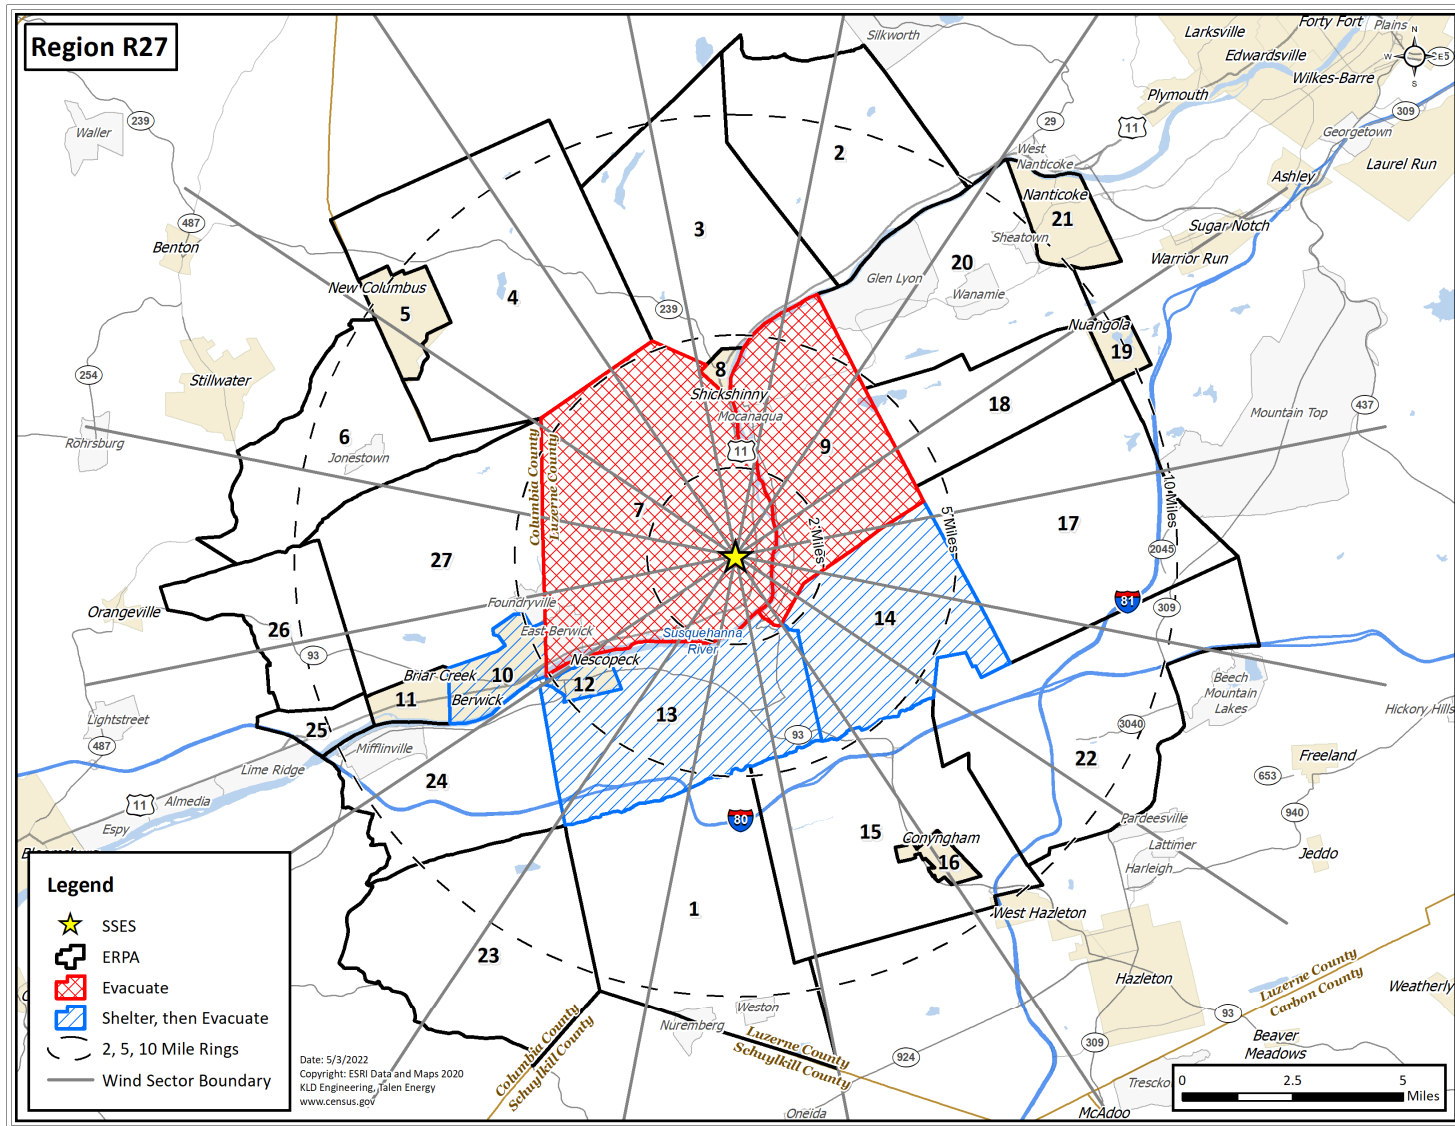 Region R27
Silkworth
Larksville
Forty Fort
Plains
Edwardsville
Wilkes-Barre
N
W
E
S
Plymouth
309
11
29
Georgetown
Laurel Run
Ashley
West
Nanticoke
Nanticoke
21
Sheatown
Sugar Notch
Warrior Run
Waller
239
487
Benton
2
3
20
Glen Lyon
Wanamie
New Columbus
5
4
239
Nuangola
19
254
Stillwater
8
Shickshinny
Mocanaqua
18
Mountain Top
437
Rohrsburg
6
Jonestown
Columbia County
Luzerne County
11
9
7
2 Miles
5 Miles
10 Miles
17
2045
27
Foundryville
81
309
Orangeville
26
93
East Berwick
Susquehanna
River
14
Nescopeck
Briar Creek
10
12
11
Berwick
13
93
Beech
Mountain
Lakes
Hickory Hills
Lightstreet
487
25
Mifflinville
3040
22
Freeland
653
Lime Ridge
24
11
Almedia
Espy
80
15
Conyngham
16
Pardeesville
940
Lattimer
Harleigh
Jeddo
1
West Hazleton
23
Hazleton
Luzerne County
Carbon County
Weatherly
93
Beaver
Meadows
309
Weston
Nuremberg
Columbia County
Schuylkill County
Luzerne County
Schuylkill County
924
Oneida
McAdoo
Legend
SSES
ERPA
Evacuate
Shelter, then Evacuate
2, 5, 10 Mile Rings
Wind Sector Boundary
Date: 5/3/2022
Copyright: ESRI Data and Maps 2020
KLD Engineering, Talen Energy
www.census.gov
0
2.5
5
Miles